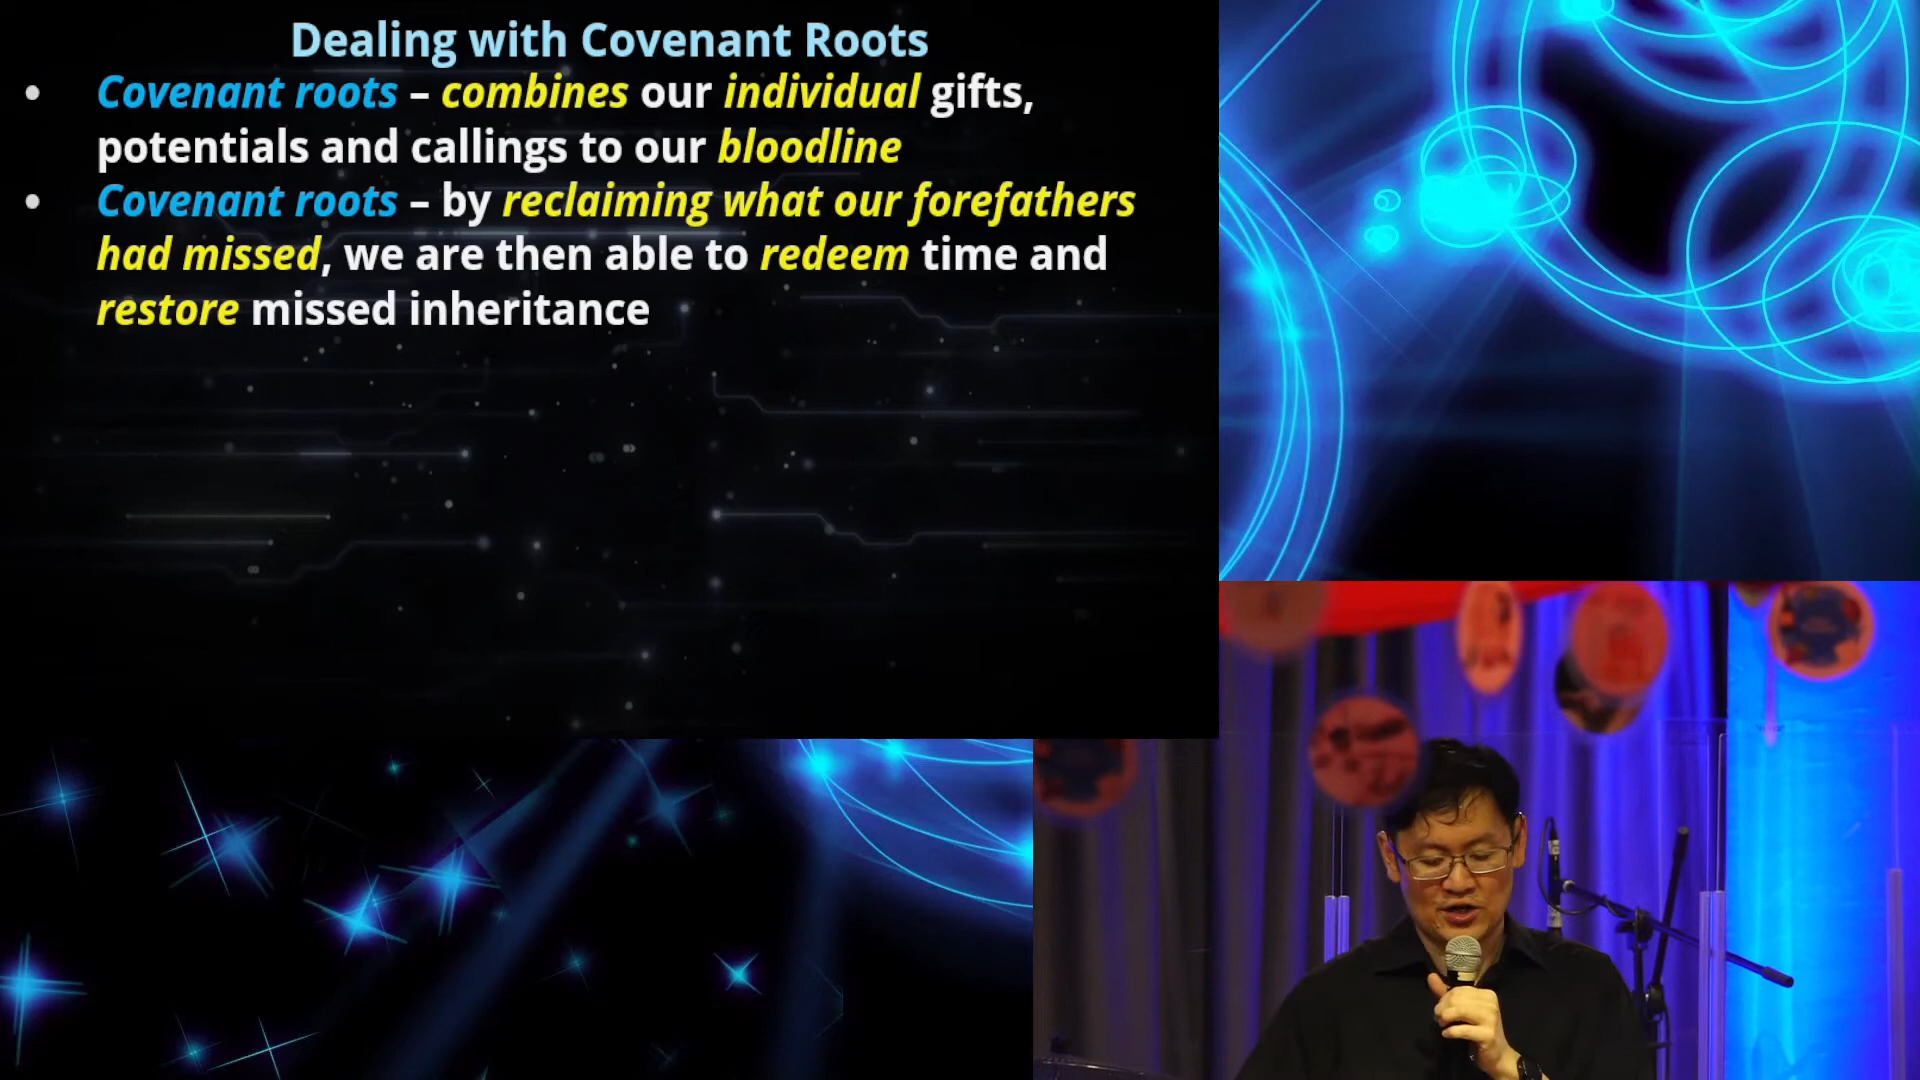 Dealing with Covenant Roots
• Covenant roots – combines our individual gifts,
potentials and callings to our bloodline
• Covenant roots – by reclaiming what our forefathers
had missed, we are then able to redeem time and
restore missed inheritance